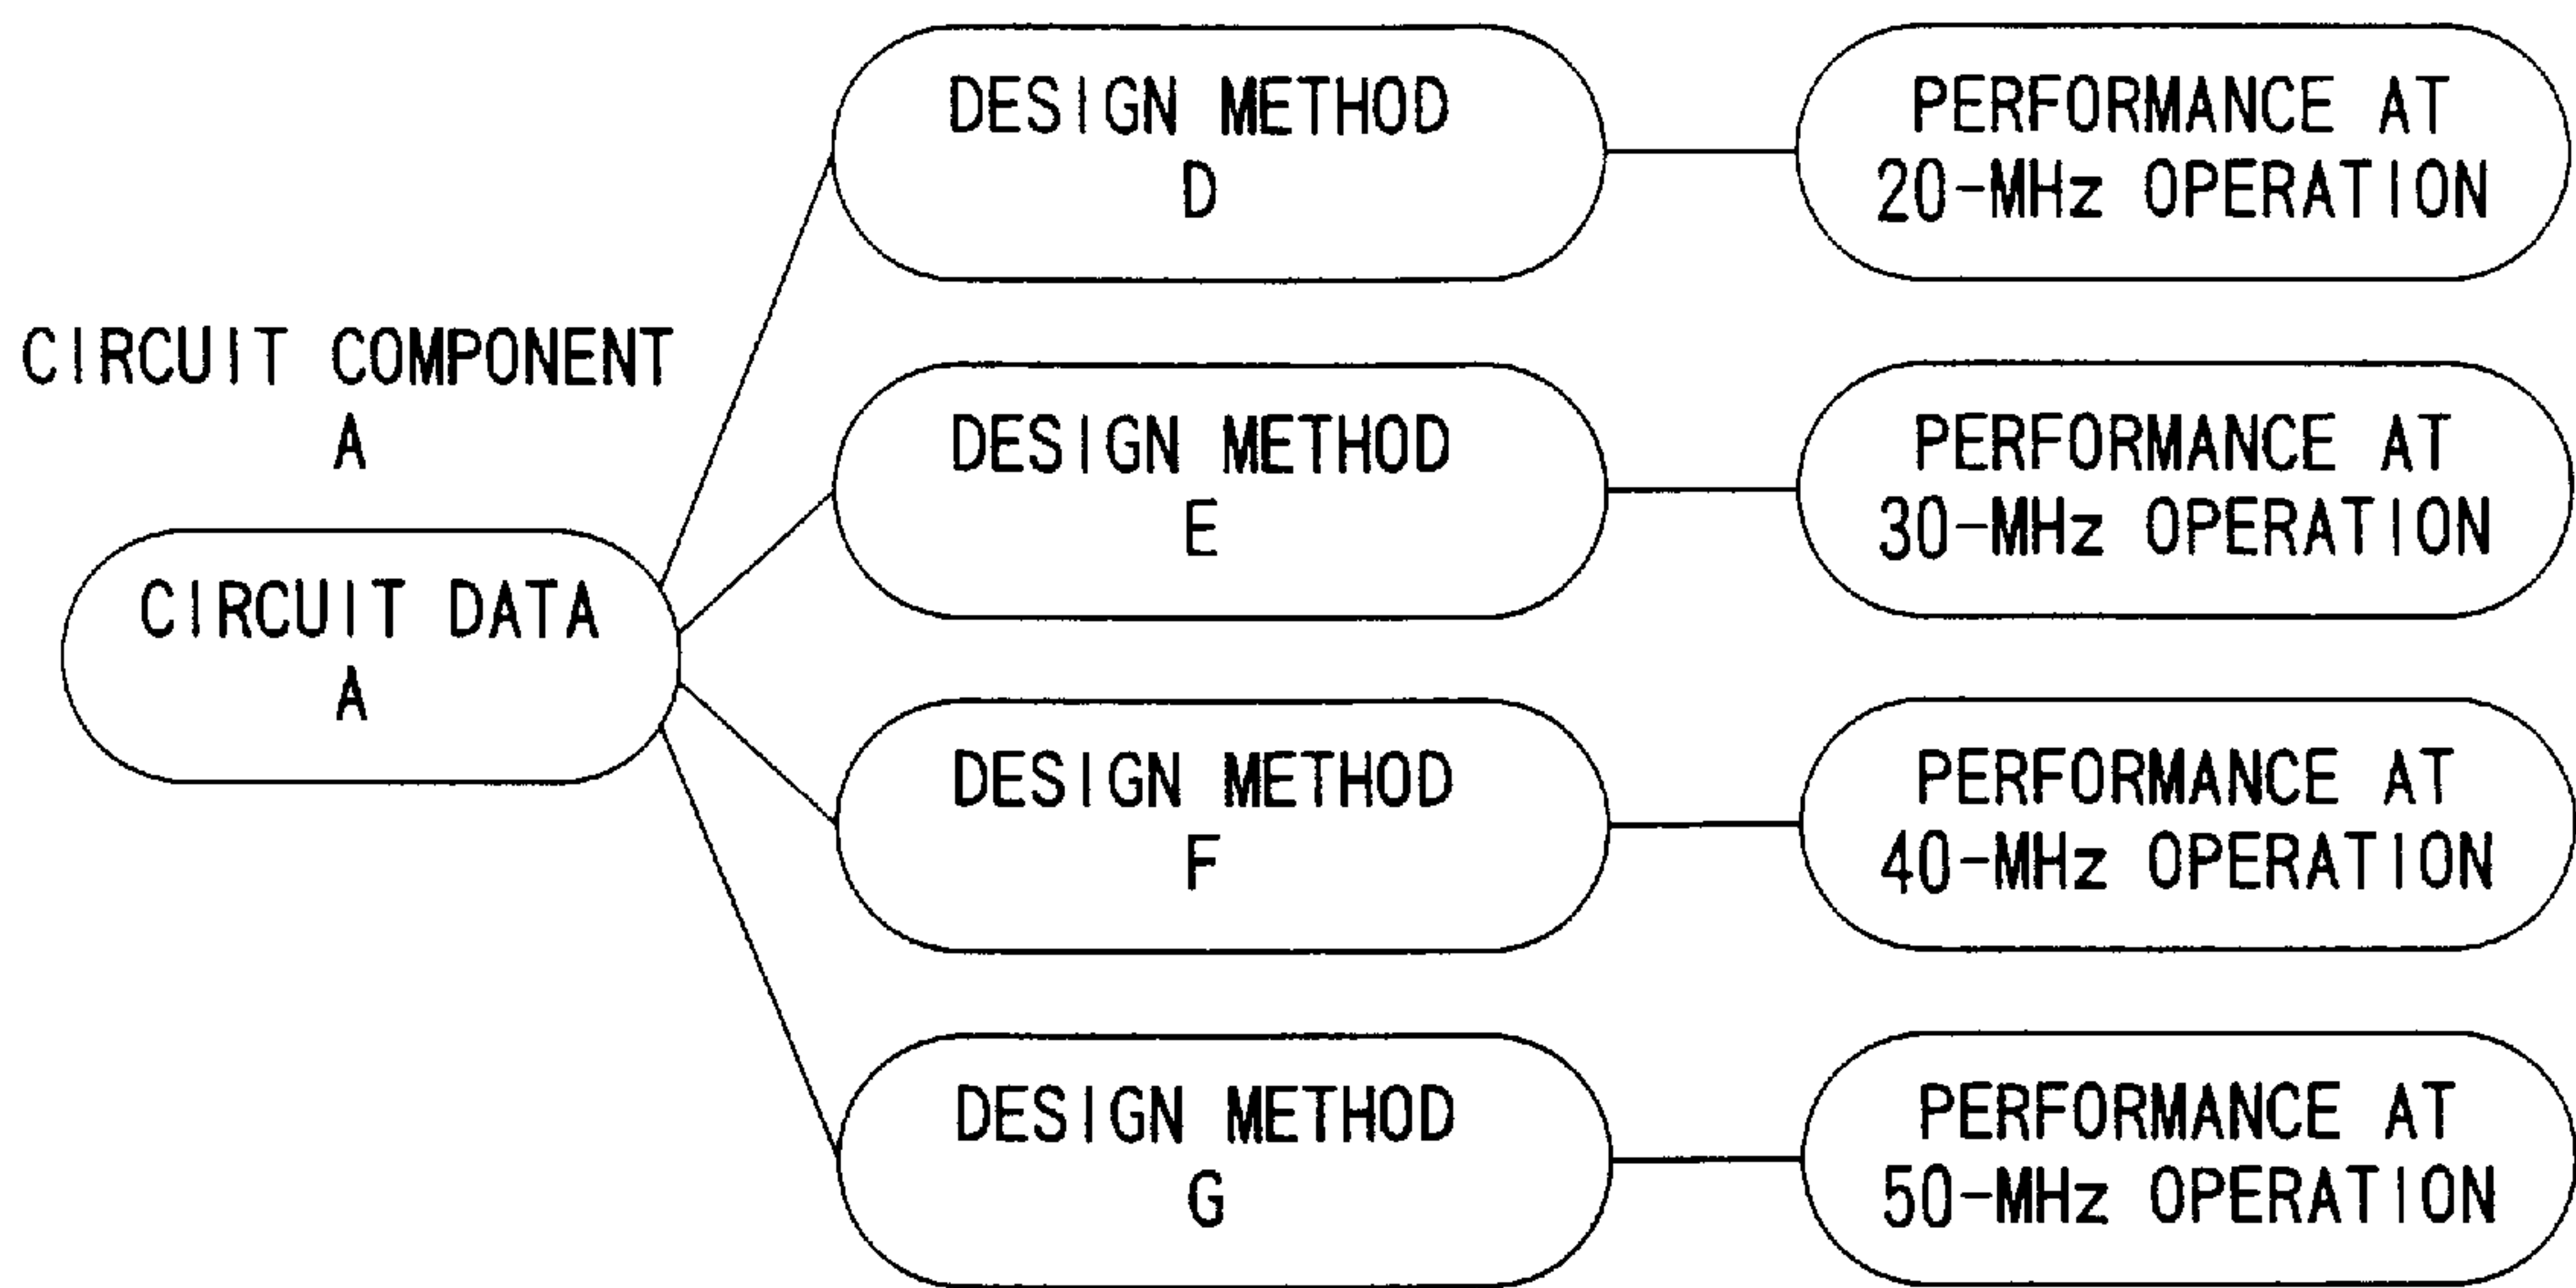 CIRCUIT COMPONENT
A
CIRCUIT DATA
A
DESIGN METHOD
D
PERFORMANCE AT
20-MHz OPERATION
DESIGN METHOD
E
PERFORMANCE AT
30-MHz OPERATION
DESIGN METHOD
F
PERFORMANCE AT
40-MHz OPERATION
DESIGN METHOD
G
PERFORMANCE AT
50-MHz OPERATION